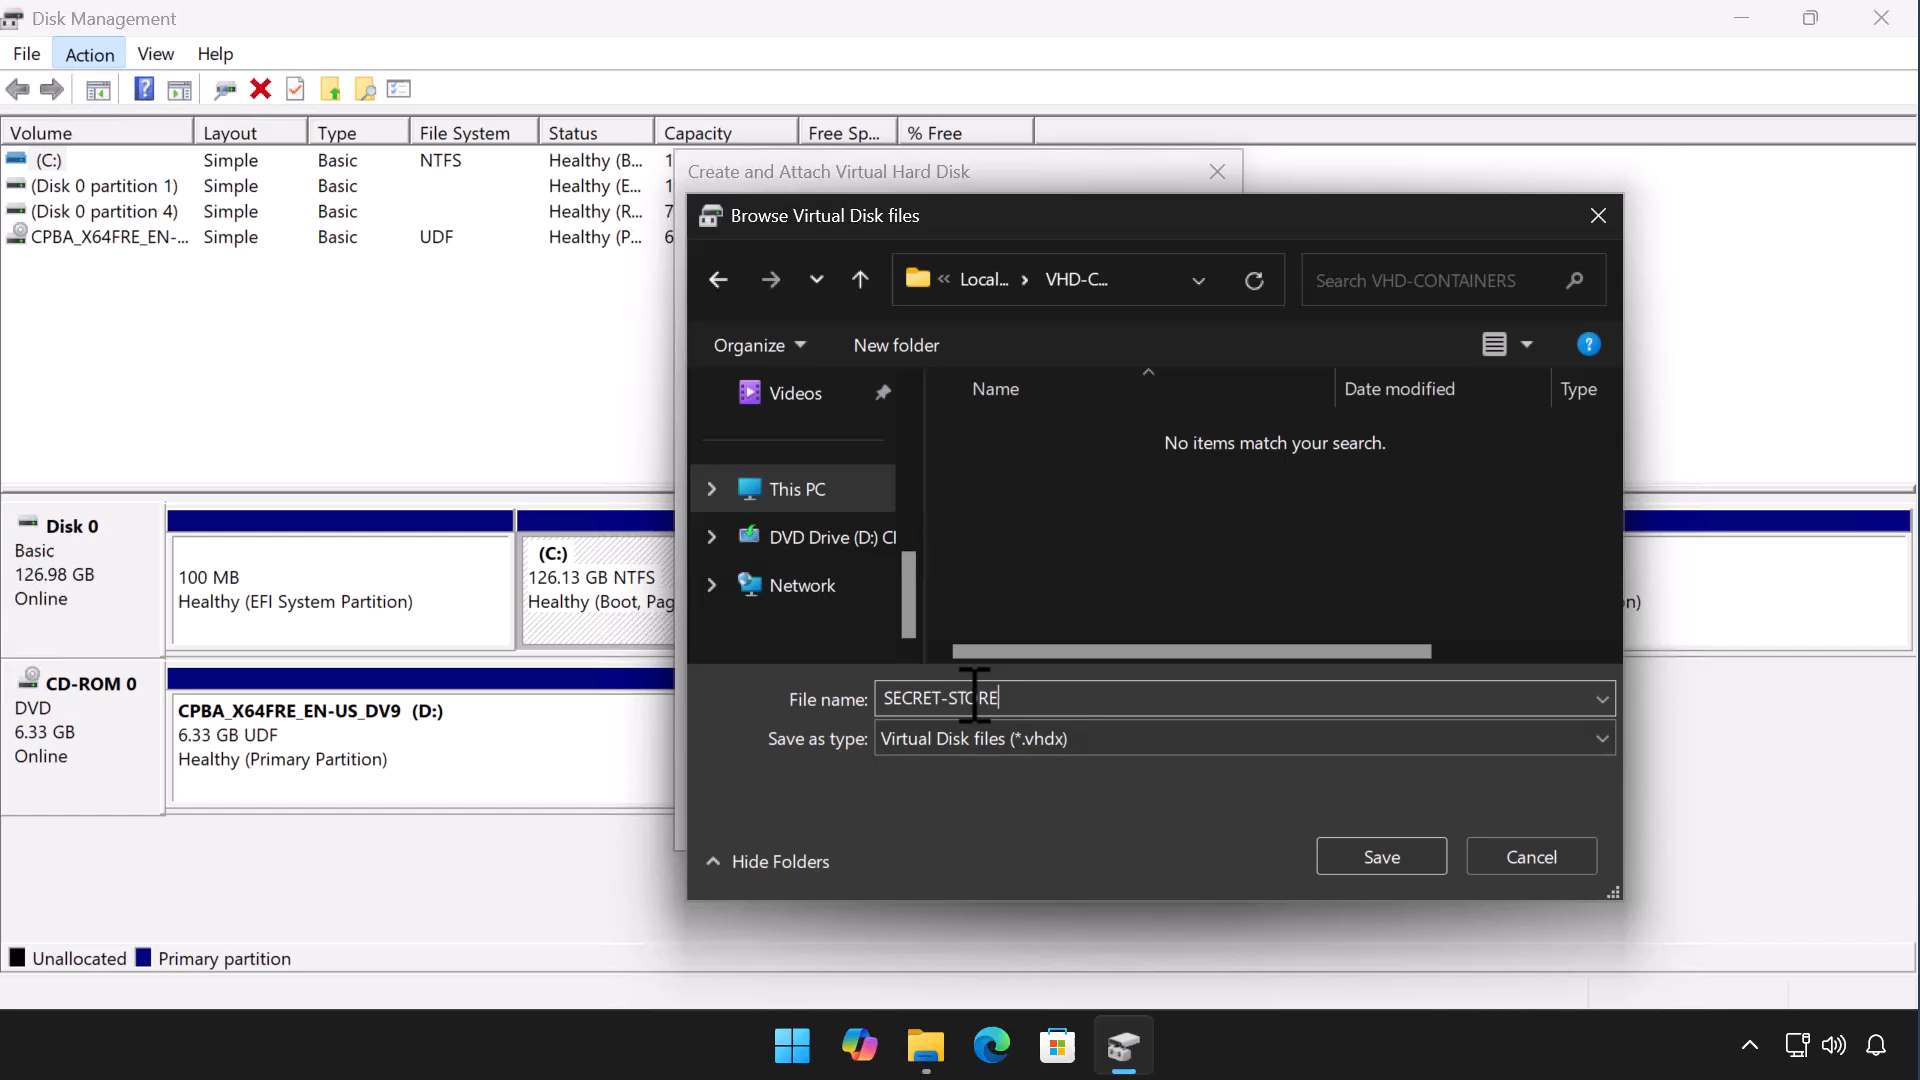 Disk Management
File Action View Help
Volume Layout Type File System Status Capacity Free Sp... % Free
(C:) Simple Basic NTFS Healthy (B... 1
(Disk 0 partition 1) Simple Basic Healthy (E... 1
(Disk 0 partition 4) Simple Basic Healthy (R... 7
CPBA_X64FRE_EN-... Simple Basic UDF Healthy (P... 6
Create and Attach Virtual Hard Disk
Browse Virtual Disk files
« Local... › VHD-C...
Search VHD-CONTAINERS
Organize New folder
Videos
This PC
DVD Drive (D:) C
Network
Name Date modified Type
No items match your search.
File name: SECRET-STORE
Save as type: Virtual Disk files (*.vhdx)
Hide Folders
Save Cancel
Disk 0
Basic
126.98 GB
Online
100 MB
Healthy (EFI System Partition)
(C:)
126.13 GB NTFS
Healthy (Boot, Pag
n)
CD-ROM 0
DVD
6.33 GB
Online
CPBA_X64FRE_EN-US_DV9 (D:)
6.33 GB UDF
Healthy (Primary Partition)
Unallocated Primary partition